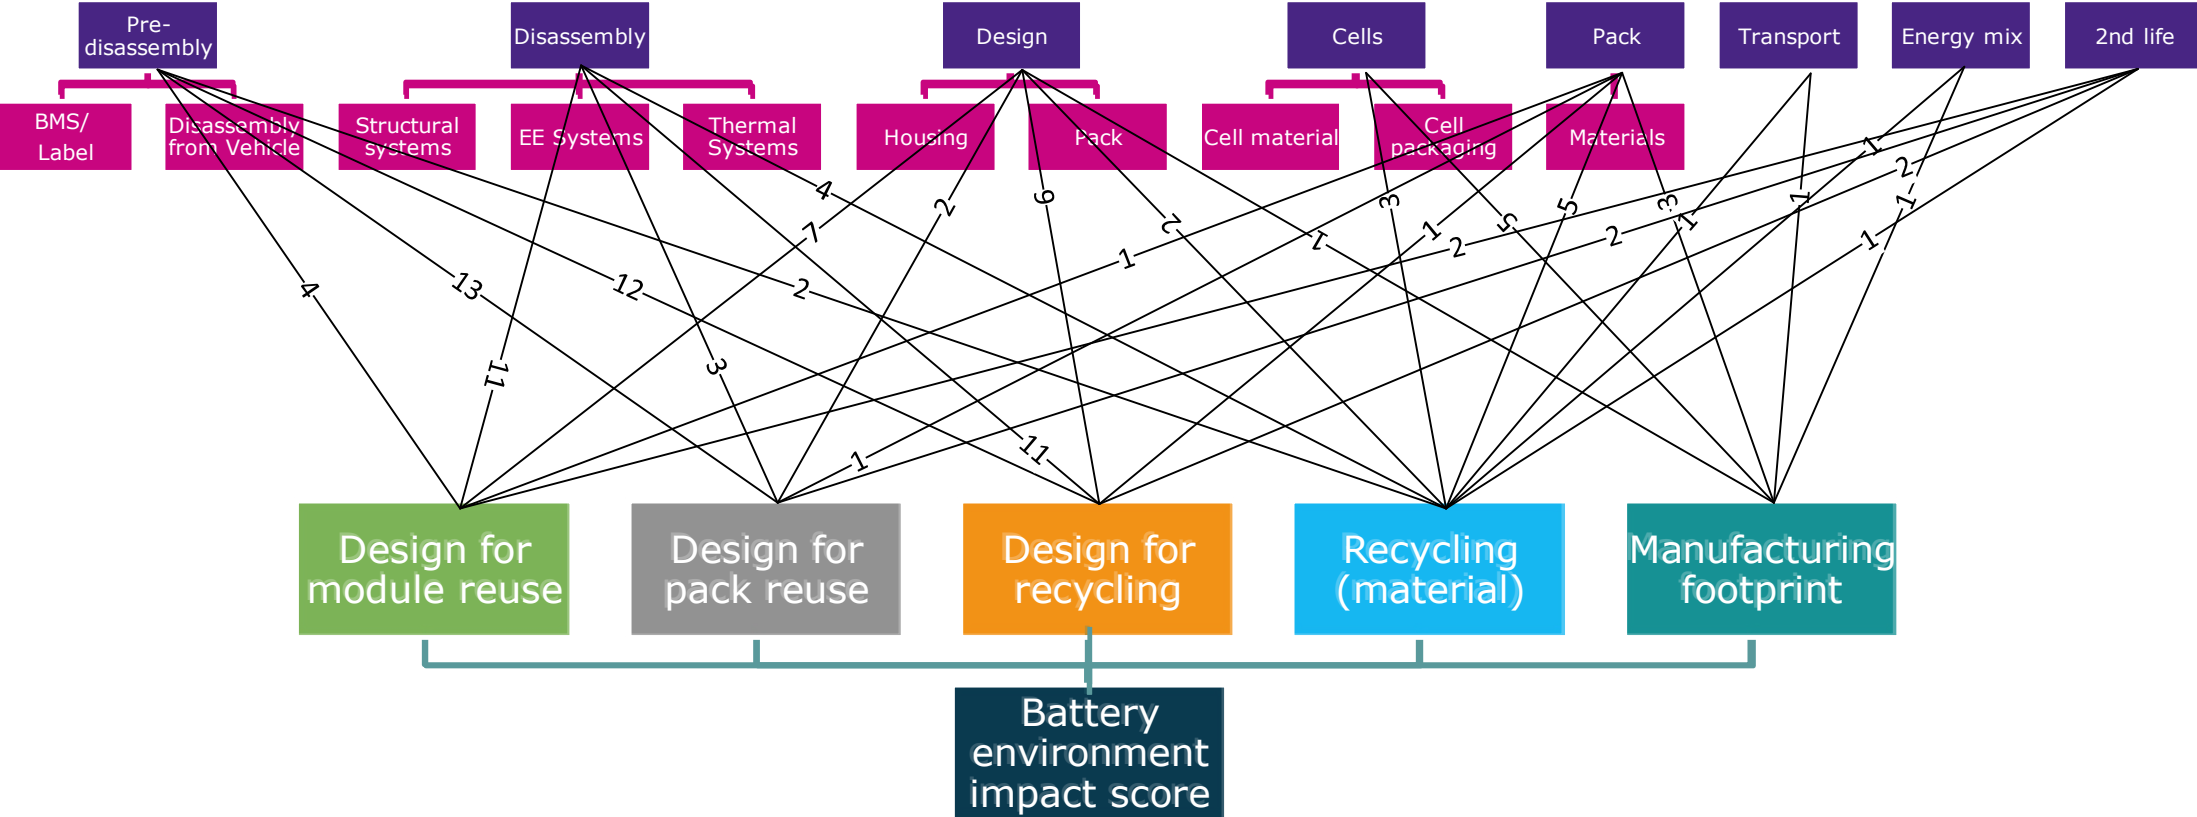 Pre-
disassembly
Disassembly
Design
Cells
Pack
Transport
Energy mix
2nd life
BMS/
Label
Disassembly
from Vehicle
Structural
systems
EE Systems
Thermal
Systems
Housing
Pack
Cell material
Cell
packaging
Materials
4
13
12
2
11
3
11
4
7
2
9
2
1
3
5
1
1
1
5
3
1
1
1
1
2
2
2
1
Design for
module reuse
Design for
pack reuse
Design for
recycling
Recycling
(material)
Manufacturing
footprint
Battery
environment
impact score